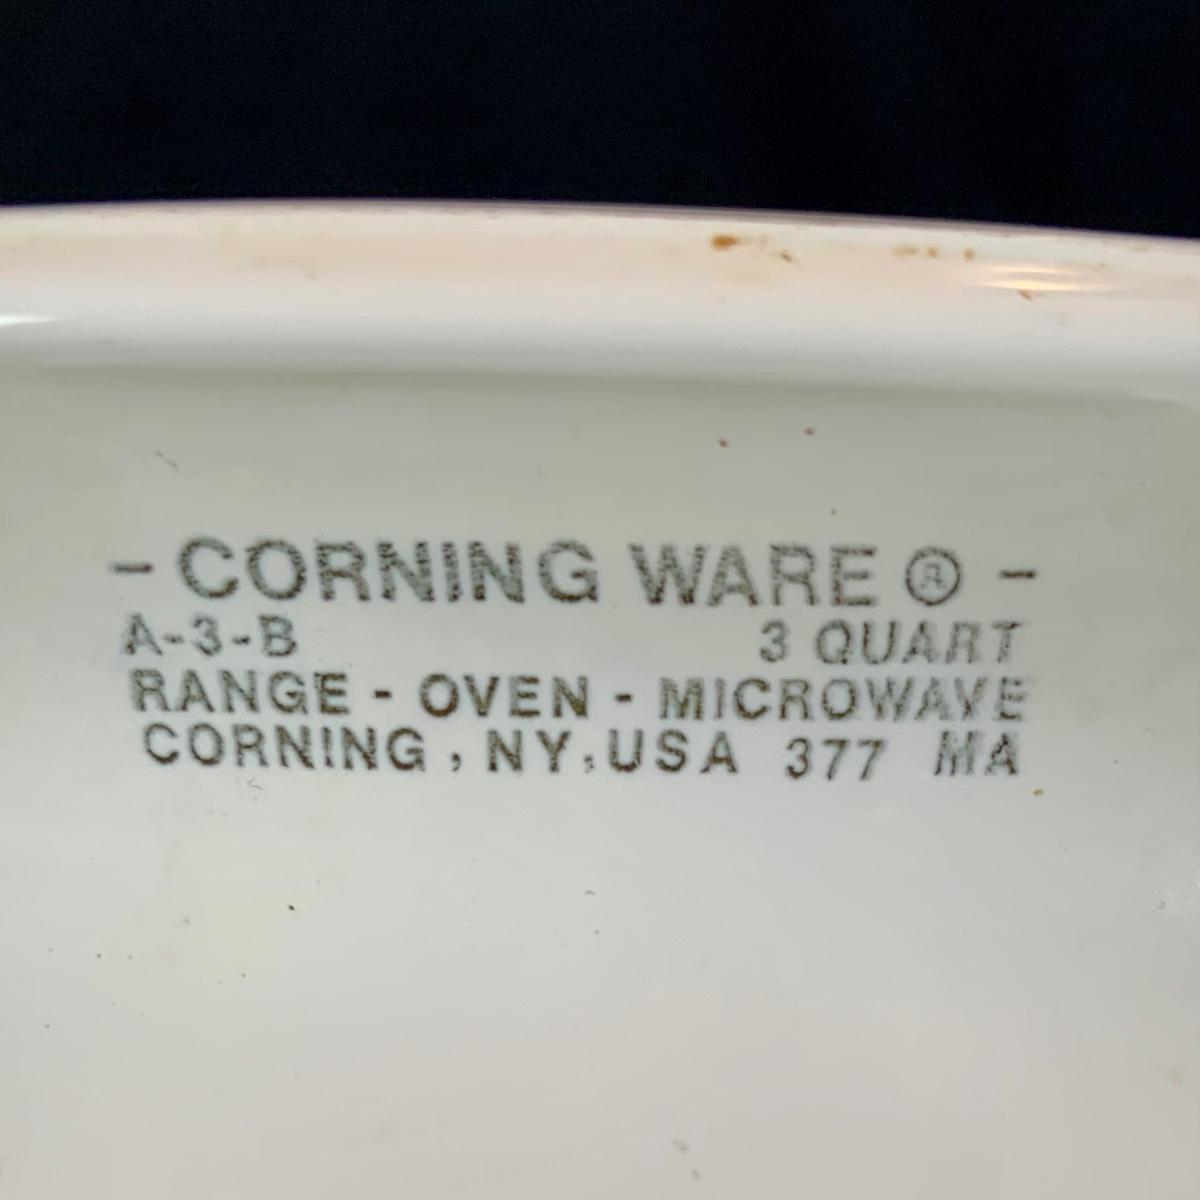 - CORNING WARE ® -
A-3-B 3 QUART
RANGE - OVEN - MICROWAVE
CORNING , NY, USA 377 MA